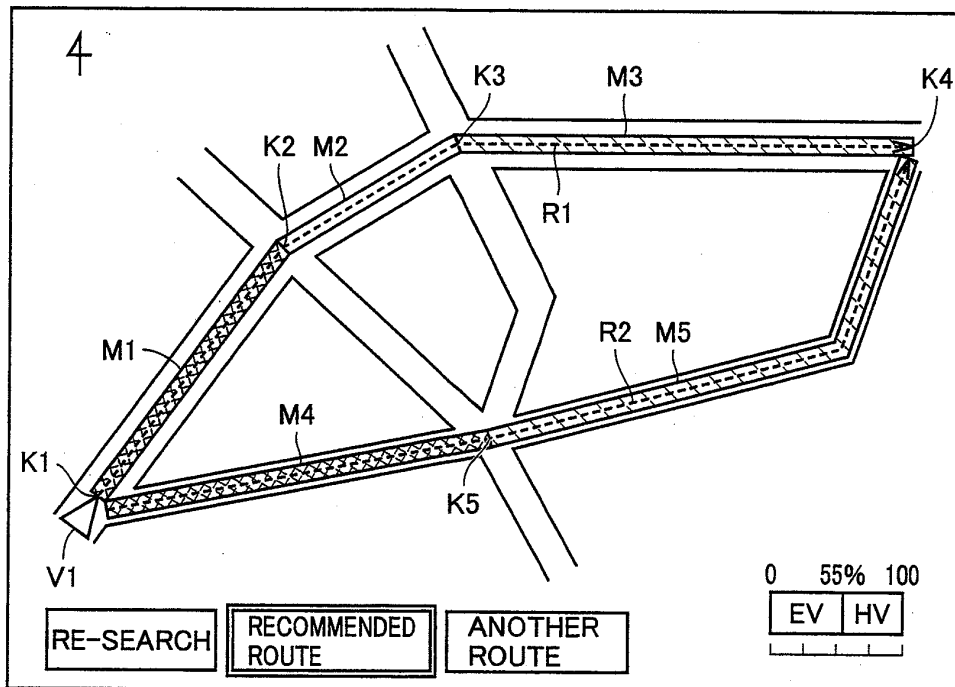 K3
M3
K4
K2
M2
R1
M1
R2
M5
M4
K1
K5
V1
0 55% 100
EV HV
RE-SEARCH
RECOMMENDED
ROUTE
ANOTHER
ROUTE